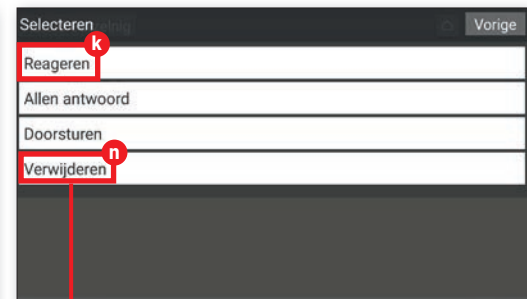 Selecteren
Vorige
k
Reageren
Allen antwoord
Doorsturen
n
Verwijderen